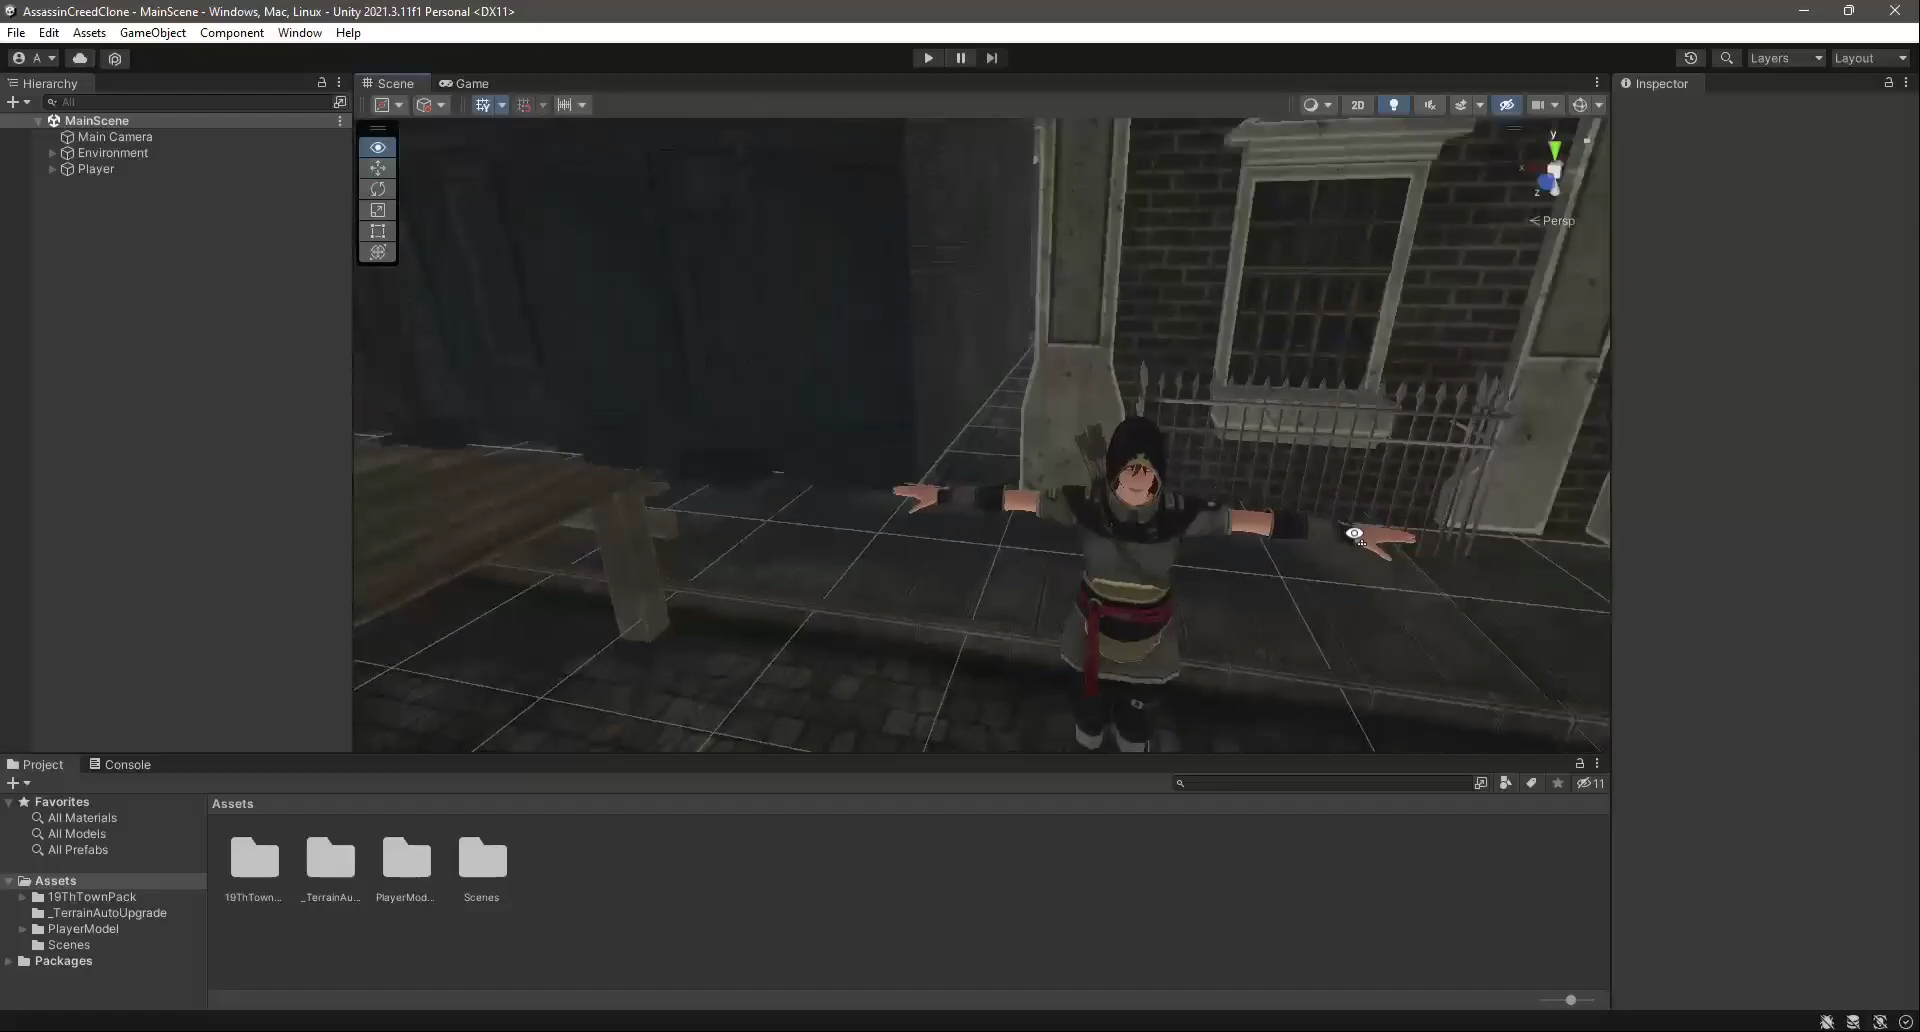 AssassinCreedClone - MainScene - Windows, Mac, Linux - Unity 2021.3.11f1 Personal <DX11>
File Edit Assets GameObject Component Window Help
A
Layers Layout
Hierarchy
Scene Game
Inspector
All
2D
MainScene
Main Camera
Environment
Player
y
x
z
Persp
Project Console
11
Favorites
All Materials
All Models
All Prefabs
Assets
19ThTownPack
_TerrainAutoUpgrade
PlayerModel
Scenes
Packages
Assets
19ThTown... _TerrainAu... PlayerMod... Scenes